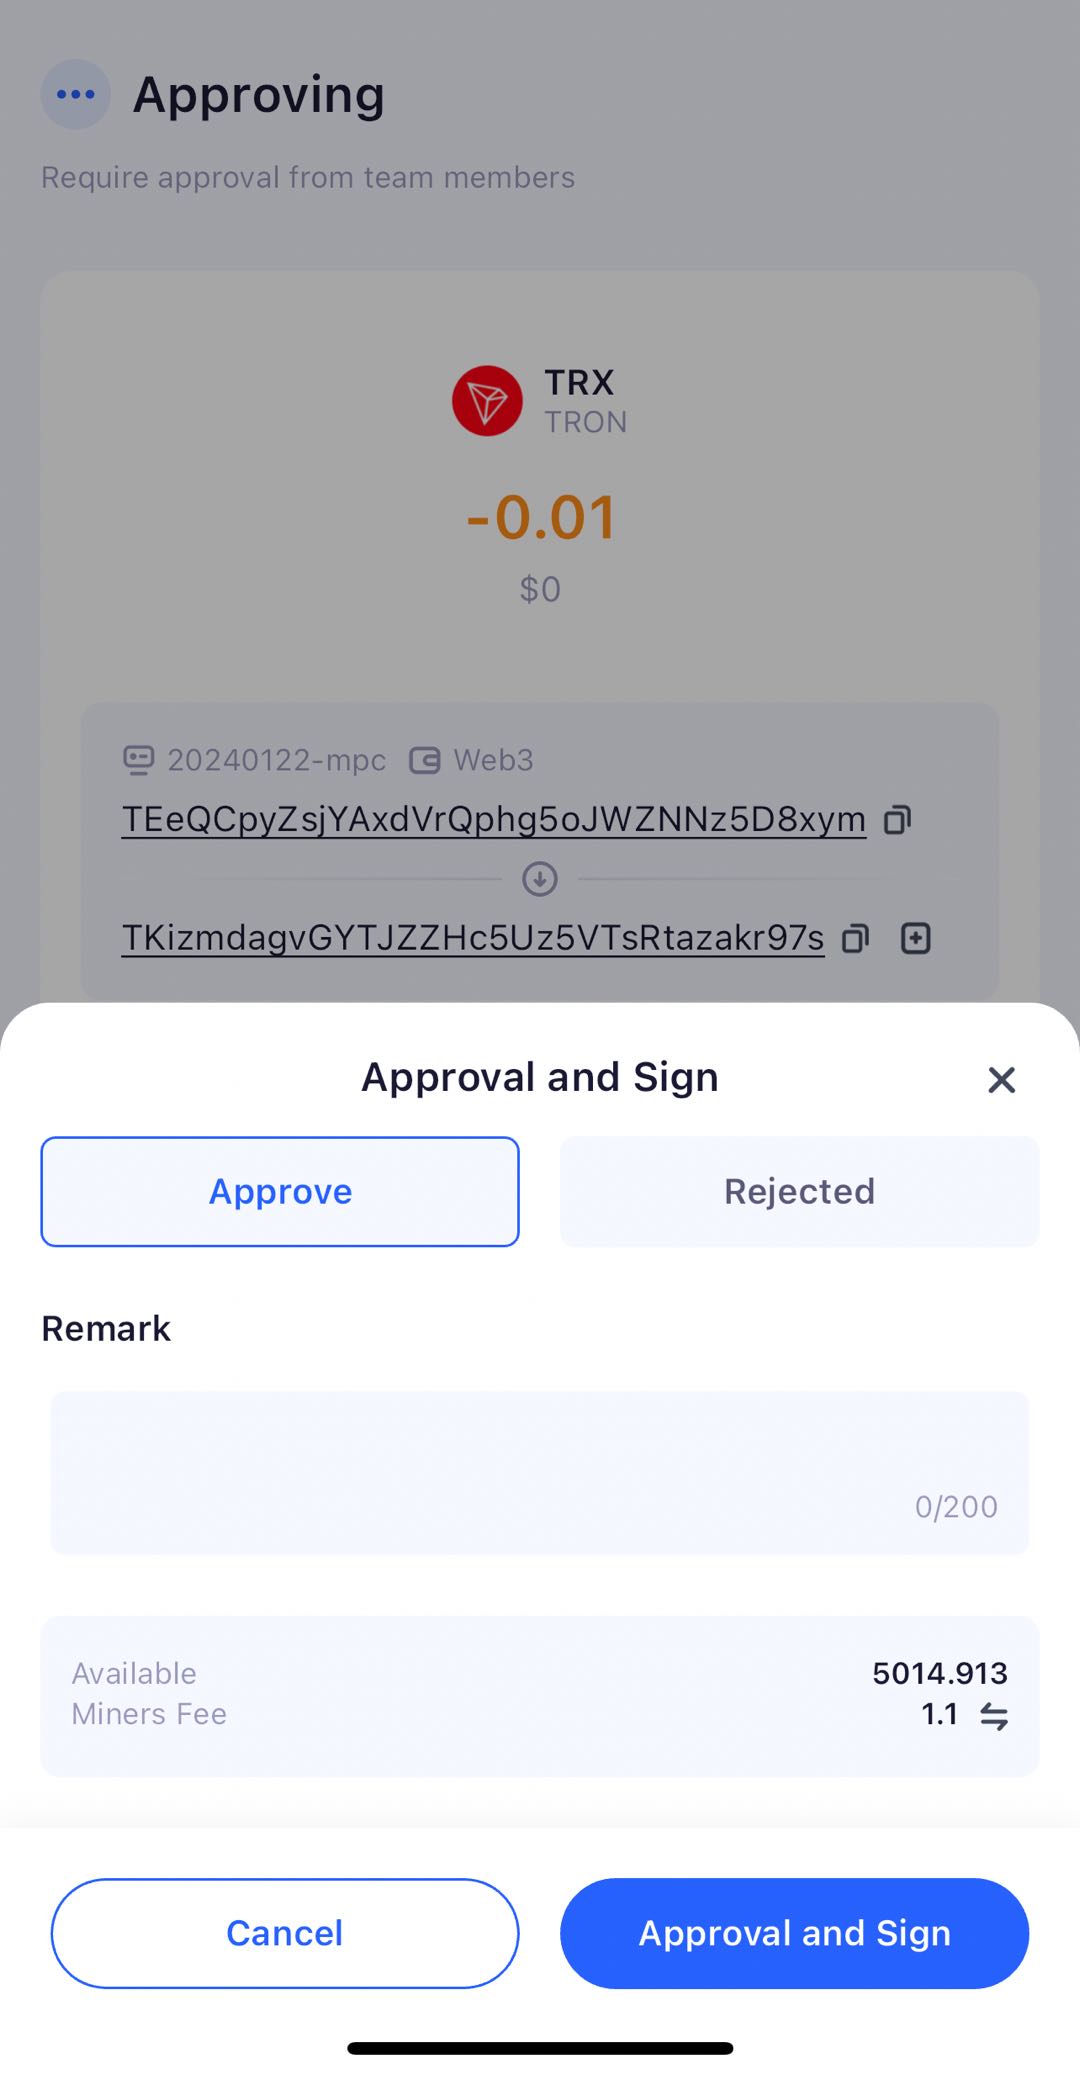 Approving
Require approval from team members
TRX
TRON
-0.01
$0
20240122-mpc Web3
TEeQCpyZsjYAxdVrQphg5oJWZNNz5D8xym
TKizmdagvGYTJZZHc5Uz5VTsRtazakr97s
Approval and Sign
Approve Rejected
Remark
0/200
Available 5014.913
Miners Fee 1.1
Cancel Approval and Sign